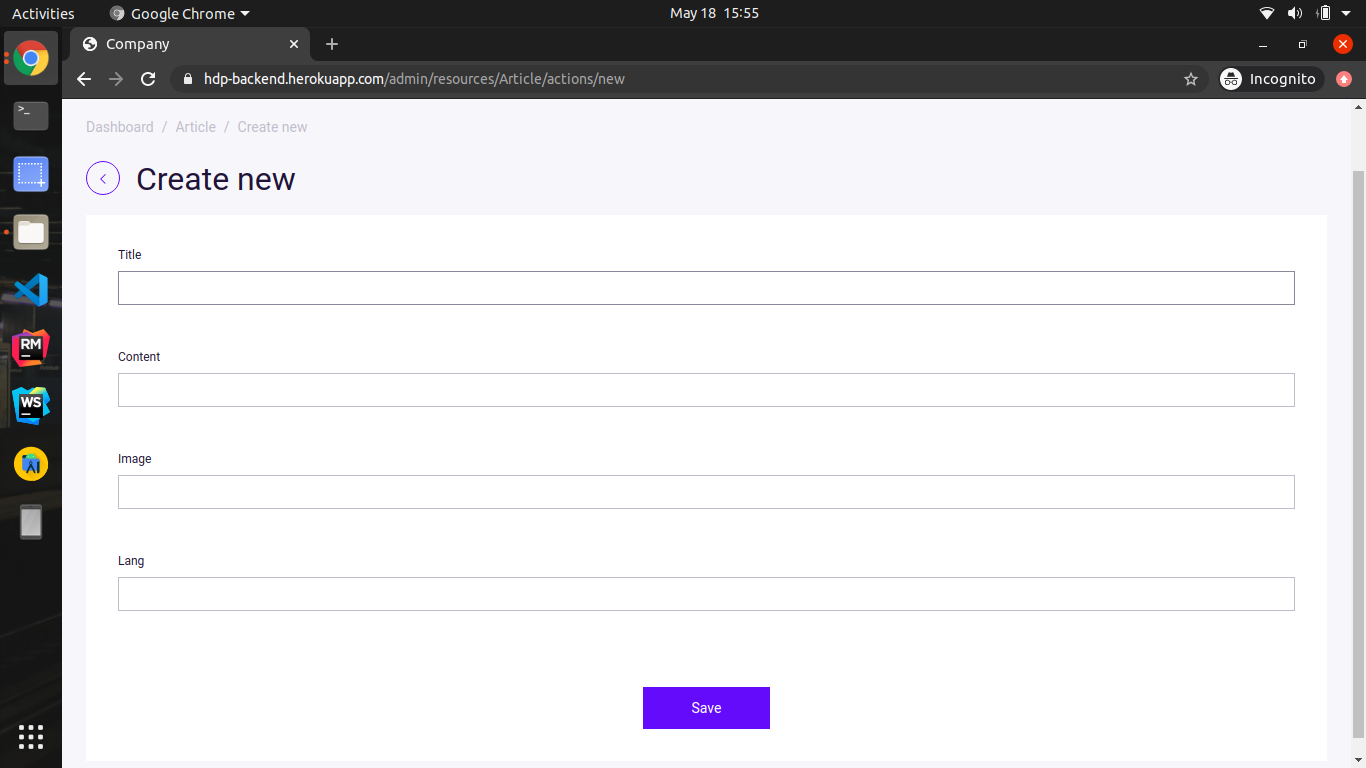 Activities Google Chrome May 18 15:55
Company
hdp-backend.herokuapp.com/admin/resources/Article/actions/new Incognito
Dashboard / Article / Create new
Create new
Title
Content
Image
RM
WS
Lang
Save